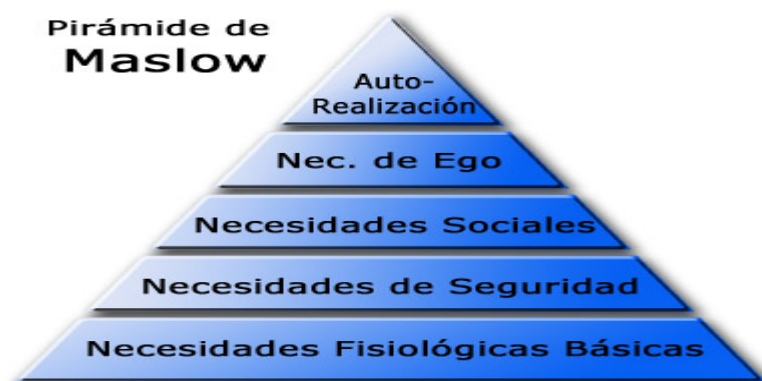 Pirámide de
Maslow
Auto-
Realización
Nec. de Ego
Necesidades Sociales
Necesidades de Seguridad
Necesidades Fisiológicas Básicas